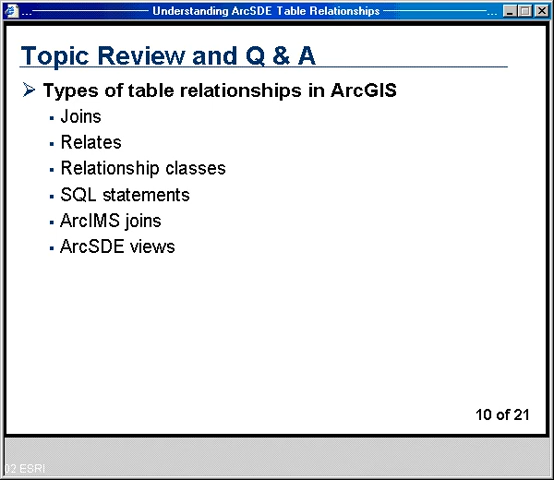 ... Understanding ArcSDE Table Relationships ...
Topic Review and Q & A
Types of table relationships in ArcGIS
Joins
Relates
Relationship classes
SQL statements
ArcIMS joins
ArcSDE views
10 of 21
02 ESRI